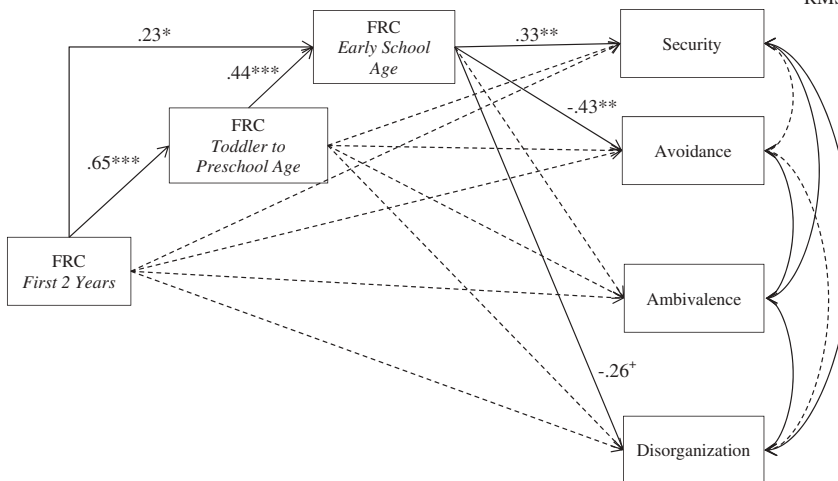 RMS
.23*
FRC
Early School
Age
.33**
Security
.44***
-.43**
FRC
Toddler to
Preschool Age
Avoidance
.65***
FRC
First 2 Years
Ambivalence
-.26+
Disorganization